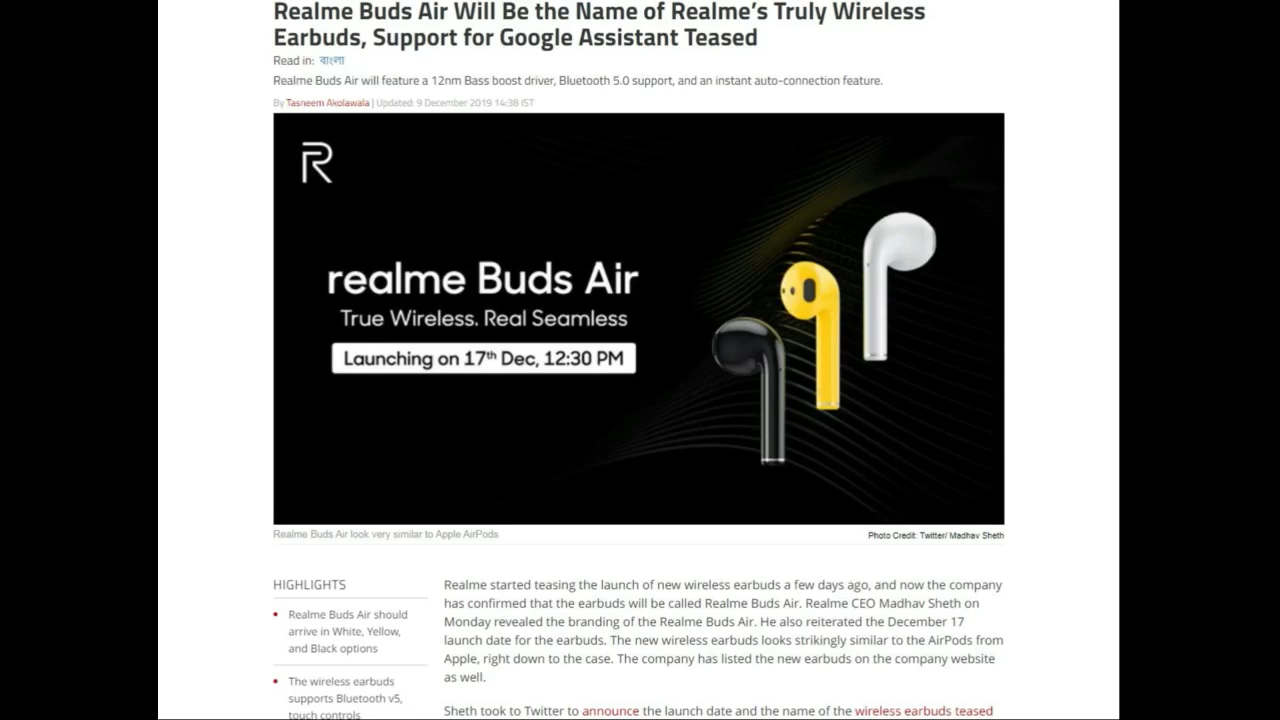 Realme Buds Air Will Be the Name of Realme's Truly Wireless
Earbuds, Support for Google Assistant Teased
Read in: বাংলা
Realme Buds Air will feature a 12nm Bass boost driver, Bluetooth 5.0 support, and an instant auto-connection feature.
By Tasneem Akolawala | Updated: 9 December 2019 14:38 IST
R
realme Buds Air
True Wireless. Real Seamless
Launching on 17th Dec, 12:30 PM
Realme Buds Air look very similar to Apple AirPods
Photo Credit: Twitter/ Madhav Sheth
HIGHLIGHTS
Realme Buds Air should
arrive in White, Yellow,
and Black options
The wireless earbuds
supports Bluetooth v5,
touch controls
Realme started teasing the launch of new wireless earbuds a few days ago, and now the company
has confirmed that the earbuds will be called Realme Buds Air. Realme CEO Madhav Sheth on
Monday revealed the branding of the Realme Buds Air. He also reiterated the December 17
launch date for the earbuds. The new wireless earbuds looks strikingly similar to the AirPods from
Apple, right down to the case. The company has listed the new earbuds on the company website
as well.
Sheth took to Twitter to announce the launch date and the name of the wireless earbuds teased